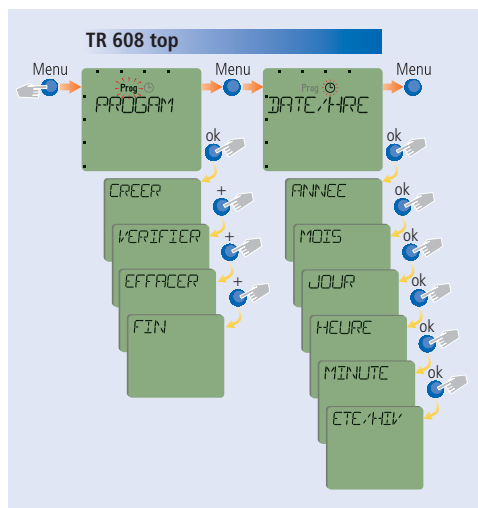 TR 608 top
Menu Menu Menu
Prog Prog
PROGAM DATE/HRE
ok ok
CREER + ANNEE ok
VERIFIER + MOIS ok
EFFACER + JOUR ok
FIN HEURE ok
MINUTE ok
ETE/HIV